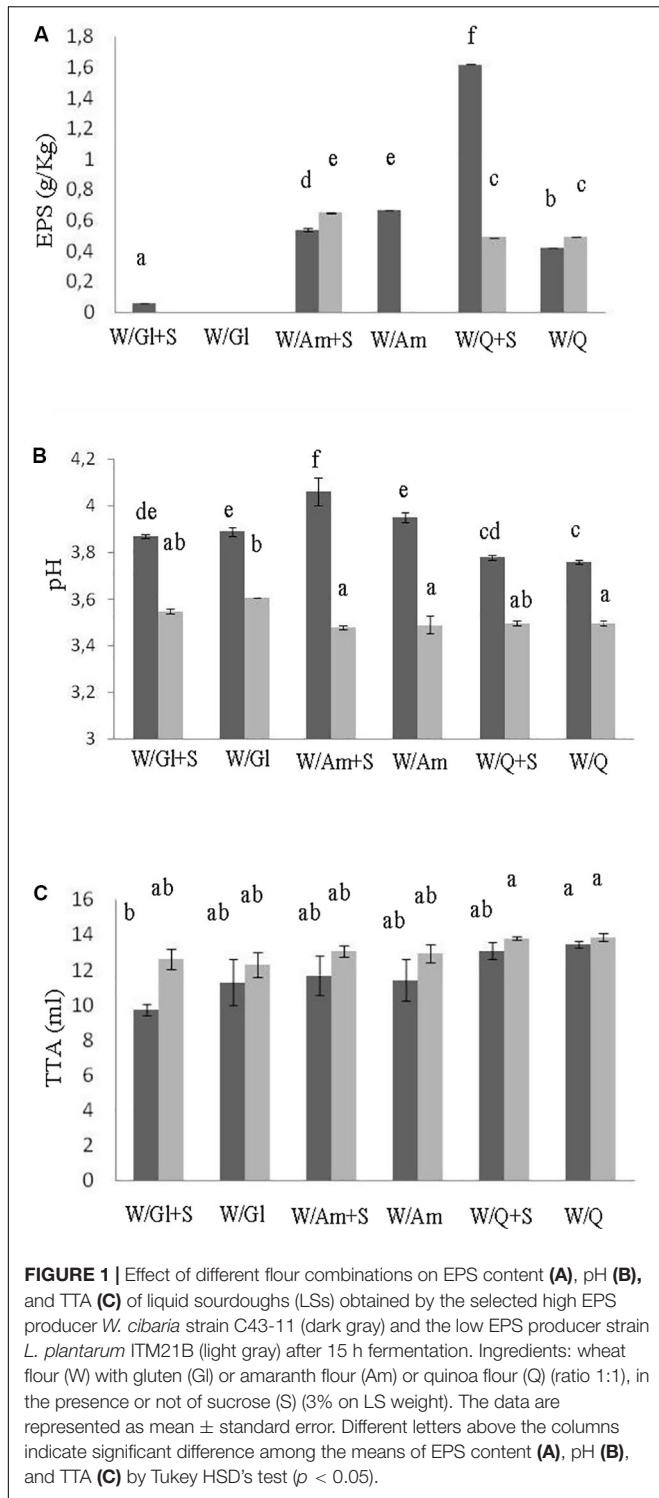 A
EPS (g/Kg)
1,8
1,6
1,4
1,2
1
0,8
0,6
0,4
0,2
0
a
d
e
e
f
c
b
c
W/Gl+S W/Gl W/Am+S W/Am W/Q+S W/Q
B
pH
4,2
4
3,8
3,6
3,4
3,2
3
de
ab
e
b
f
a
e
a
cd
ab
c
a
W/Gl+S W/Gl W/Am+S W/Am W/Q+S W/Q
C
TTA (ml)
16
14
12
10
8
6
4
2
0
b
ab
ab
ab
ab
ab
ab
ab
ab
a
a
a
W/Gl+S W/Gl W/Am+S W/Am W/Q+S W/Q
FIGURE 1 | Effect of different flour combinations on EPS content (A), pH (B),
and TTA (C) of liquid sourdoughs (LSs) obtained by the selected high EPS
producer W. cibaria strain C43-11 (dark gray) and the low EPS producer strain
L. plantarum ITM21B (light gray) after 15 h fermentation. Ingredients: wheat
flour (W) with gluten (Gl) or amaranth flour (Am) or quinoa flour (Q) (ratio 1:1), in
the presence or not of sucrose (S) (3% on LS weight). The data are
represented as mean ± standard error. Different letters above the columns
indicate significant difference among the means of EPS content (A), pH (B),
and TTA (C) by Tukey HSD's test (p < 0.05).